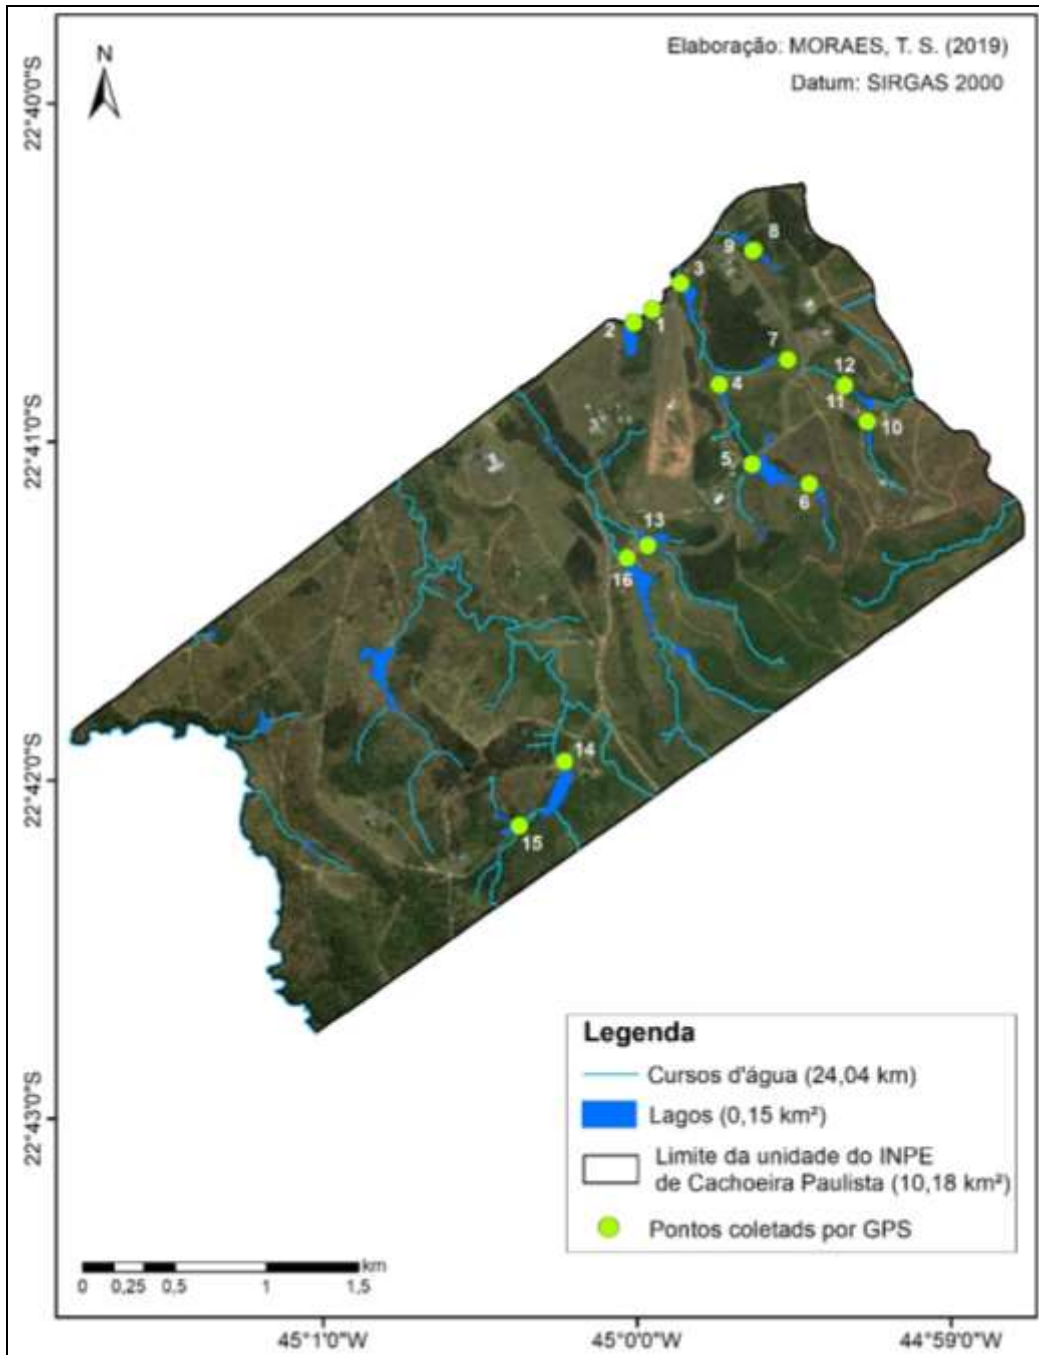 Elaboração: MORAES, T. S. (2019)
Datum: SIRGAS 2000
N
22°40'0"S
22°41'0"S
22°42'0"S
22°43'0"S
8
9
3
1
2
7
12
4
11
10
5
6
13
16
14
15
Legenda
Cursos d'água (24,04 km)
Lagos (0,15 km²)
Limite da unidade do INPE
de Cachoeira Paulista (10,18 km²)
Pontos coletads por GPS
km
0 0,25 0,5 1 1,5
45°1'0"W 45°0'0"W 44°59'0"W